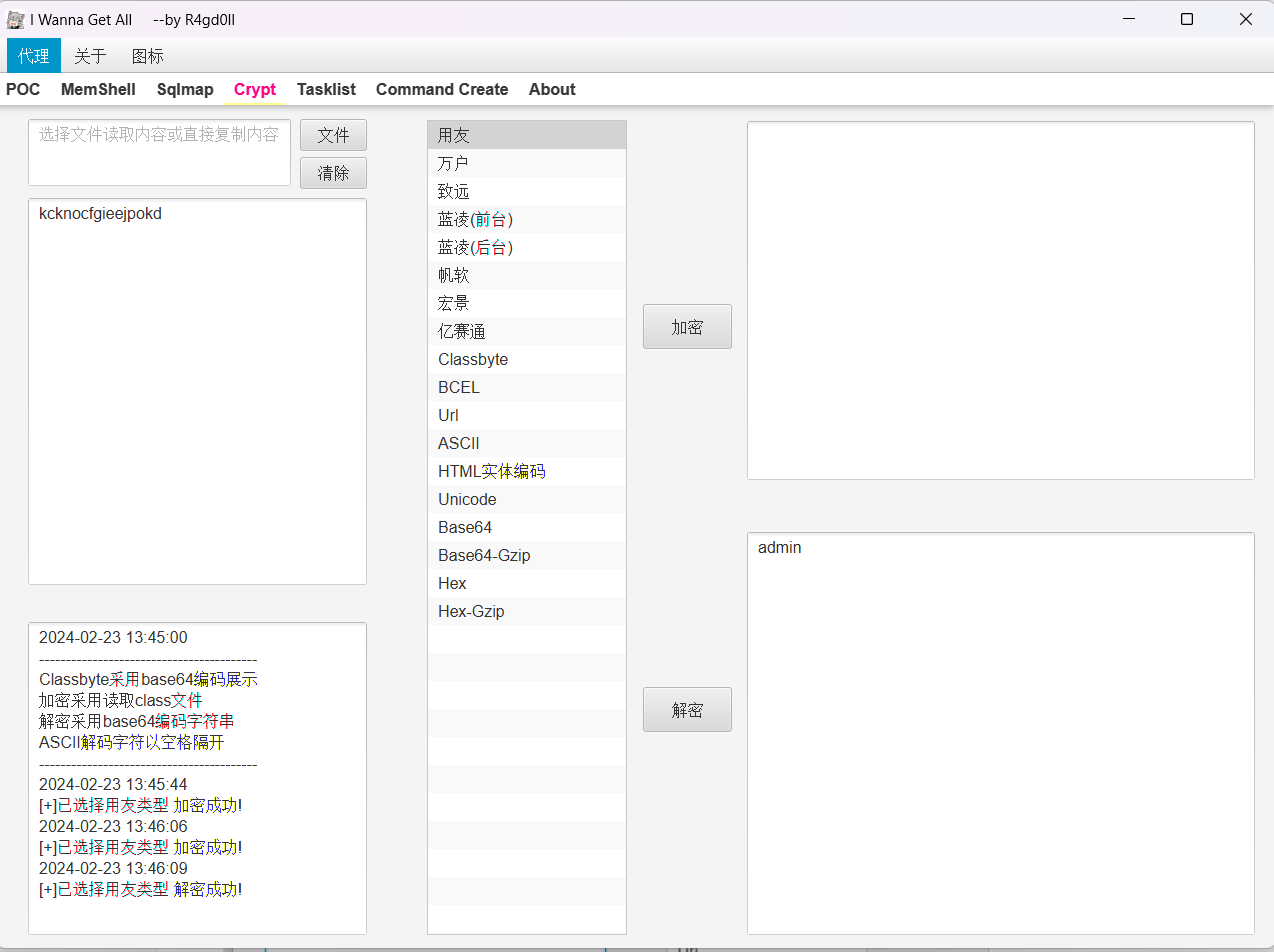 I Wanna Get All --by R4gd0ll
代理 关于 图标
POC MemShell Sqlmap Crypt Tasklist Command Create About
选择文件读取内容或直接复制内容
文件
清除
kcknocfgieejpokd
2024-02-23 13:45:00
-----------------------------------------
Classbyte采用base64编码展示
加密采用读取class文件
解密采用base64编码字符串
ASCII解码字符以空格隔开
-----------------------------------------
2024-02-23 13:45:44
[+]已选择用友类型 加密成功!
2024-02-23 13:46:06
[+]已选择用友类型 加密成功!
2024-02-23 13:46:09
[+]已选择用友类型 解密成功!
用友
万户
致远
蓝凌(前台)
蓝凌(后台)
帆软
宏景
亿赛通
Classbyte
BCEL
Url
ASCII
HTML实体编码
Unicode
Base64
Base64-Gzip
Hex
Hex-Gzip
加密
解密
admin